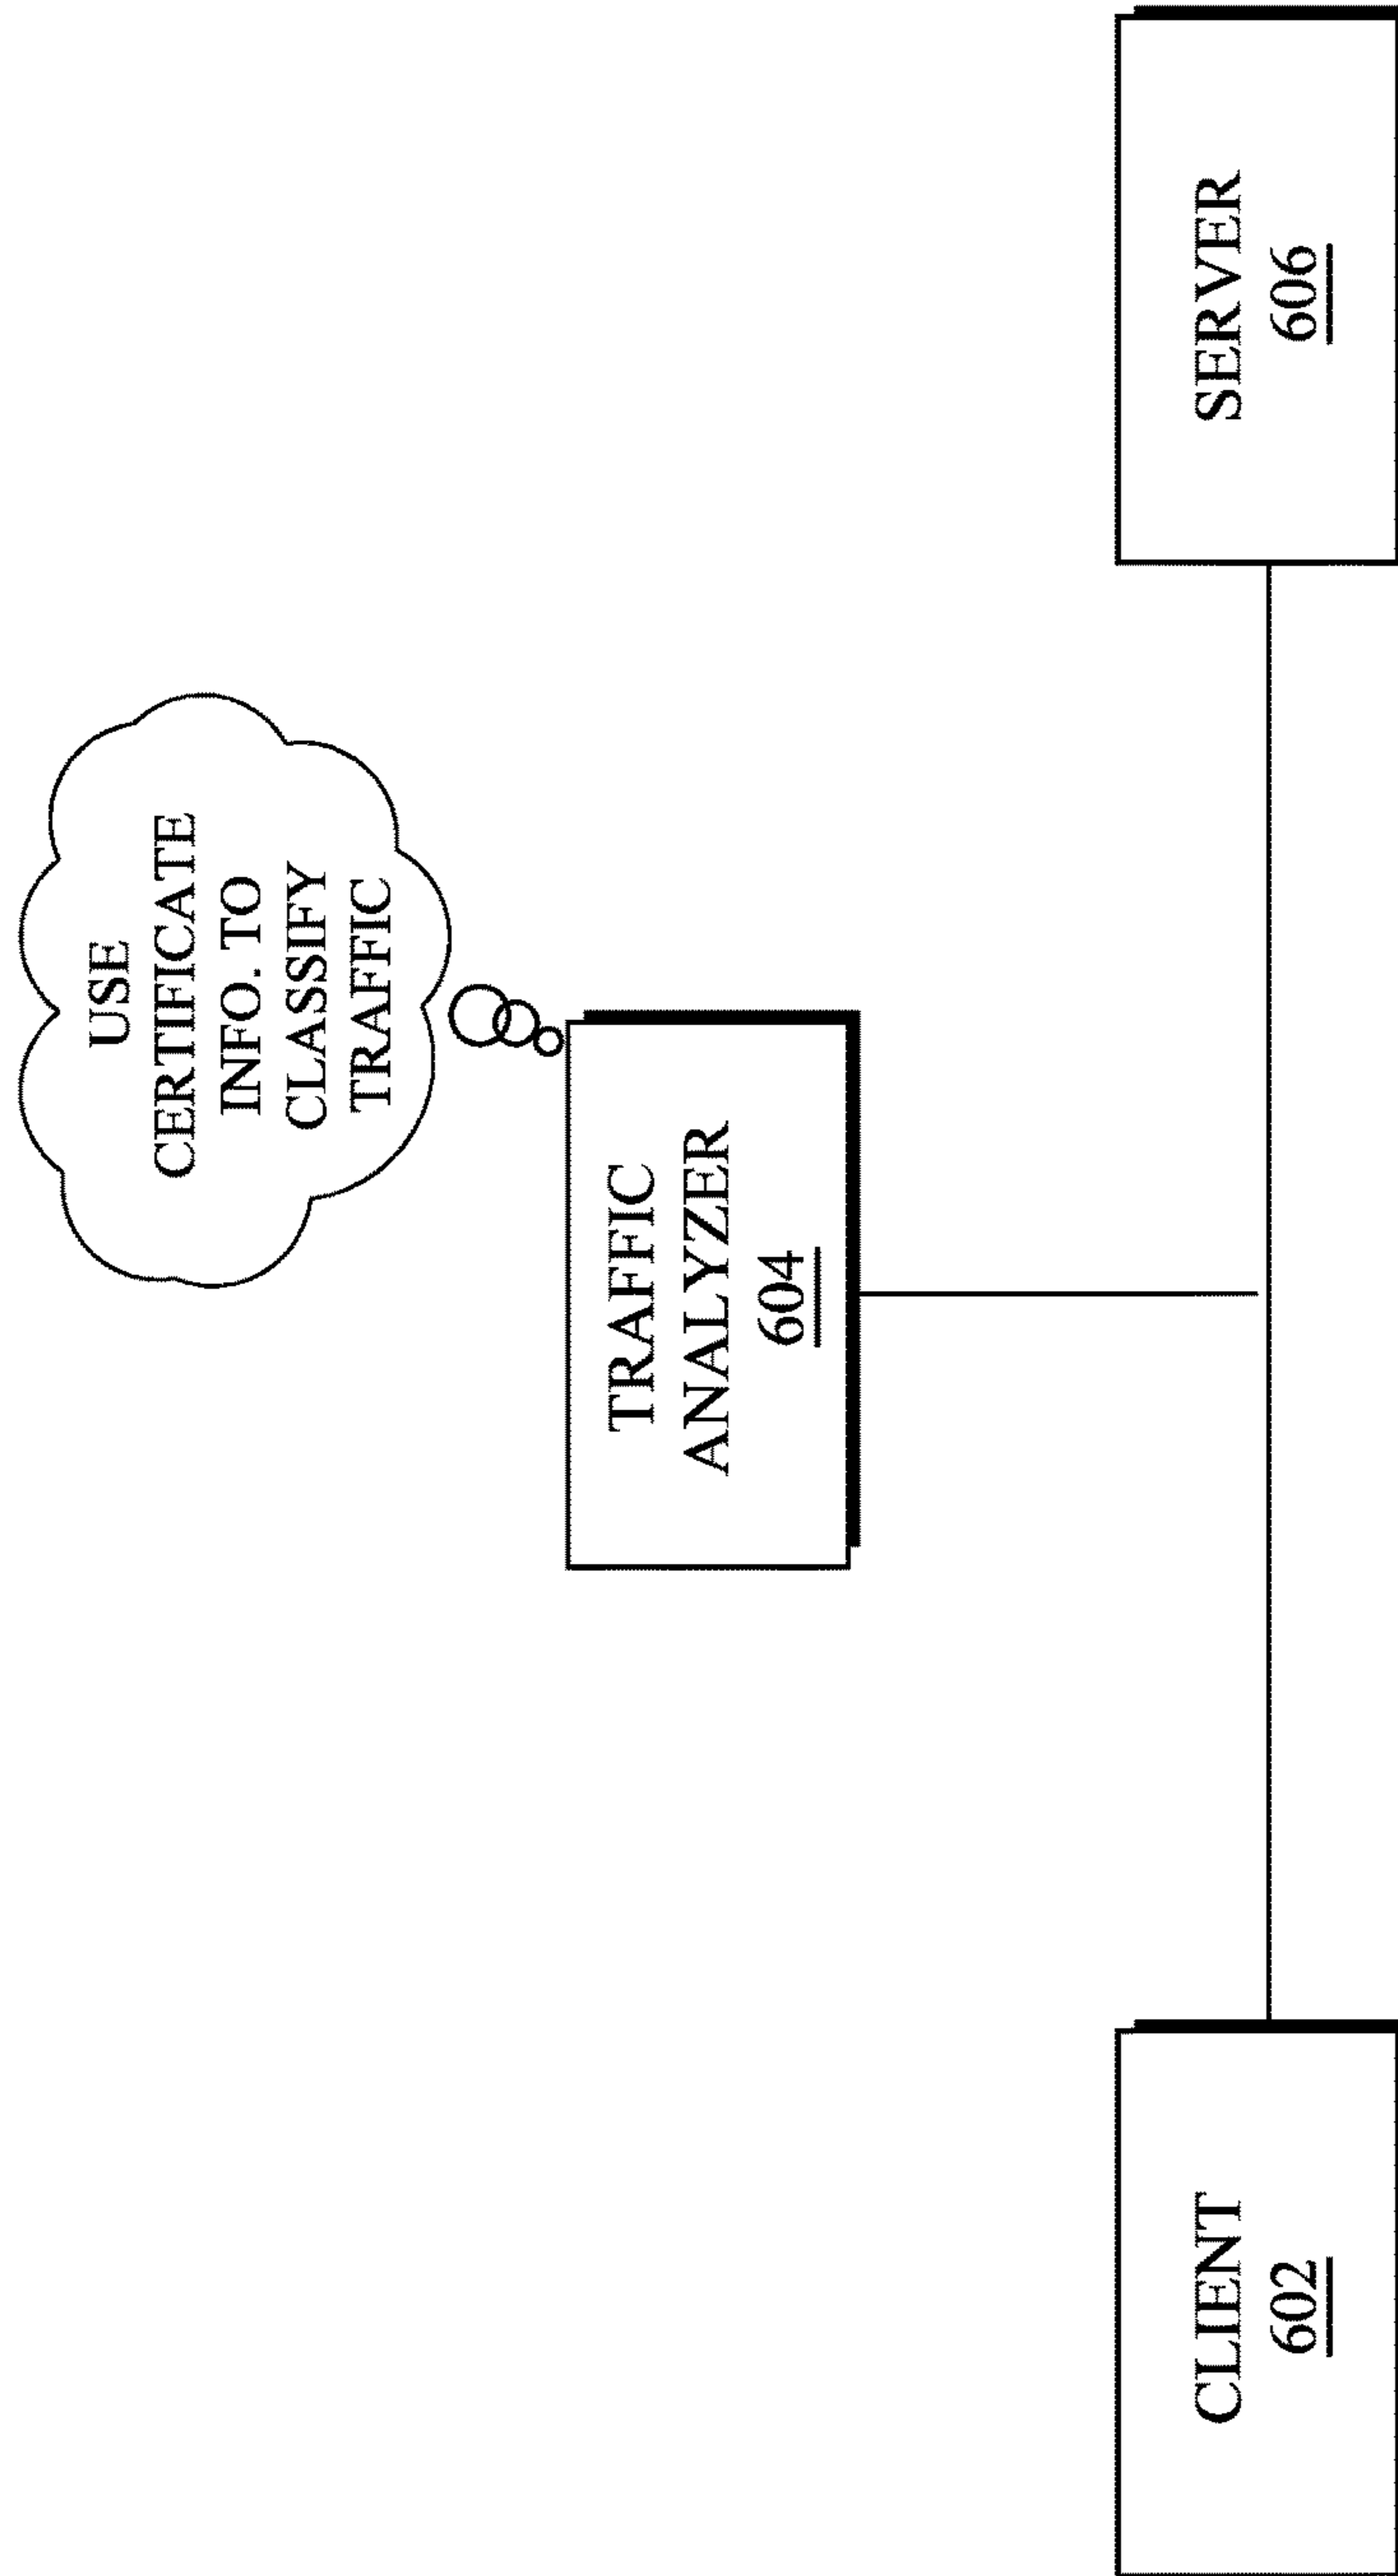 USE
CERTIFICATE
INFO. TO
CLASSIFY
TRAFFIC
TRAFFIC
ANALYZER
604
CLIENT
602
SERVER
606